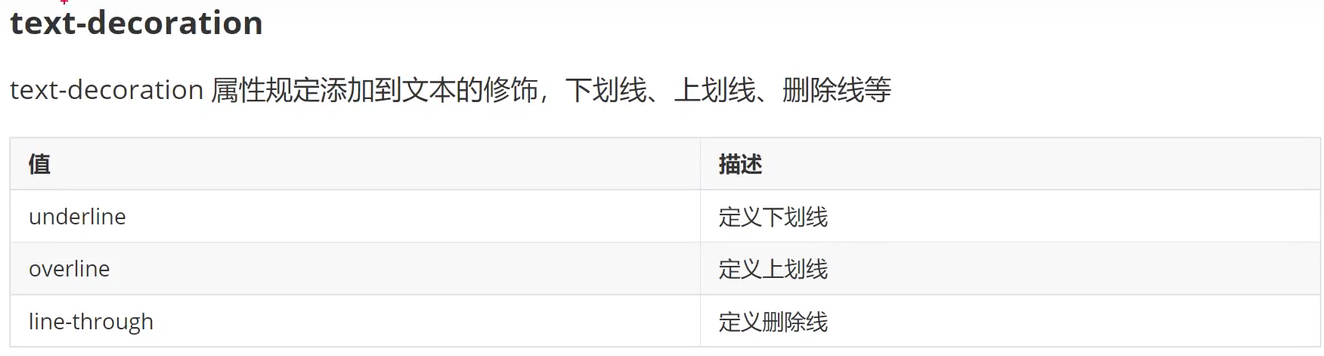 text-decoration
text-decoration 属性规定添加到文本的修饰，下划线、上划线、删除线等
值 描述
underline 定义下划线
overline 定义上划线
line-through 定义删除线